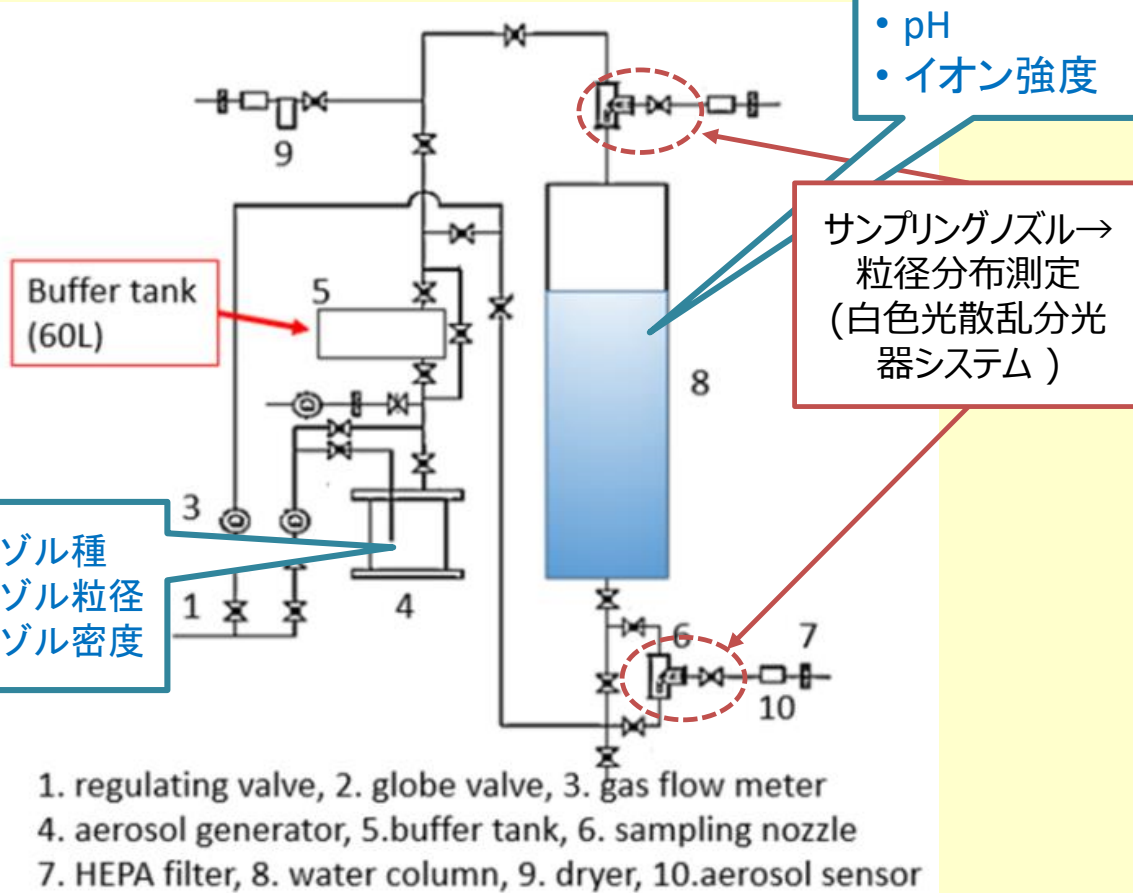 • pH
• イオン強度
9
サンプリングノズル→
粒径分布測定
(白色光散乱分光
器システム )
Buffer tank
(60L)
5
8
3
ゾル種
ゾル粒径
ゾル密度
1
4
6
7
10
1. regulating valve, 2. globe valve, 3. gas flow meter
4. aerosol generator, 5.buffer tank, 6. sampling nozzle
7. HEPA filter, 8. water column, 9. dryer, 10.aerosol sensor